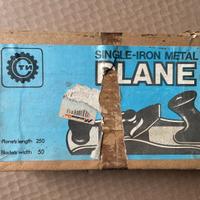 SINGLE-IRON METAL
PLANE
Plane's length 250
Blade's width 50